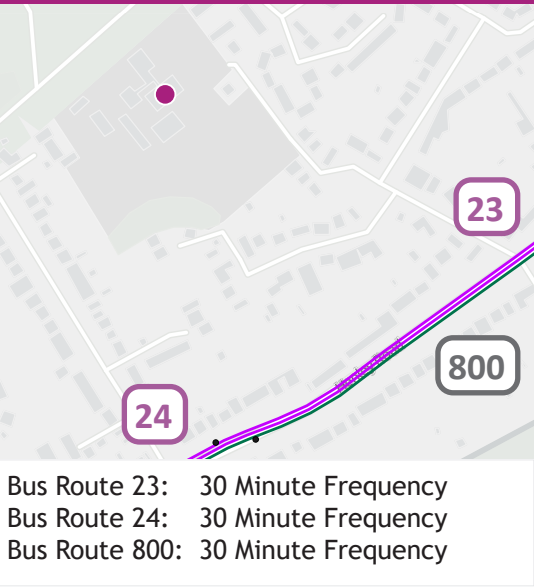 23
800
24
Bus Route 23: 30 Minute Frequency
Bus Route 24: 30 Minute Frequency
Bus Route 800: 30 Minute Frequency